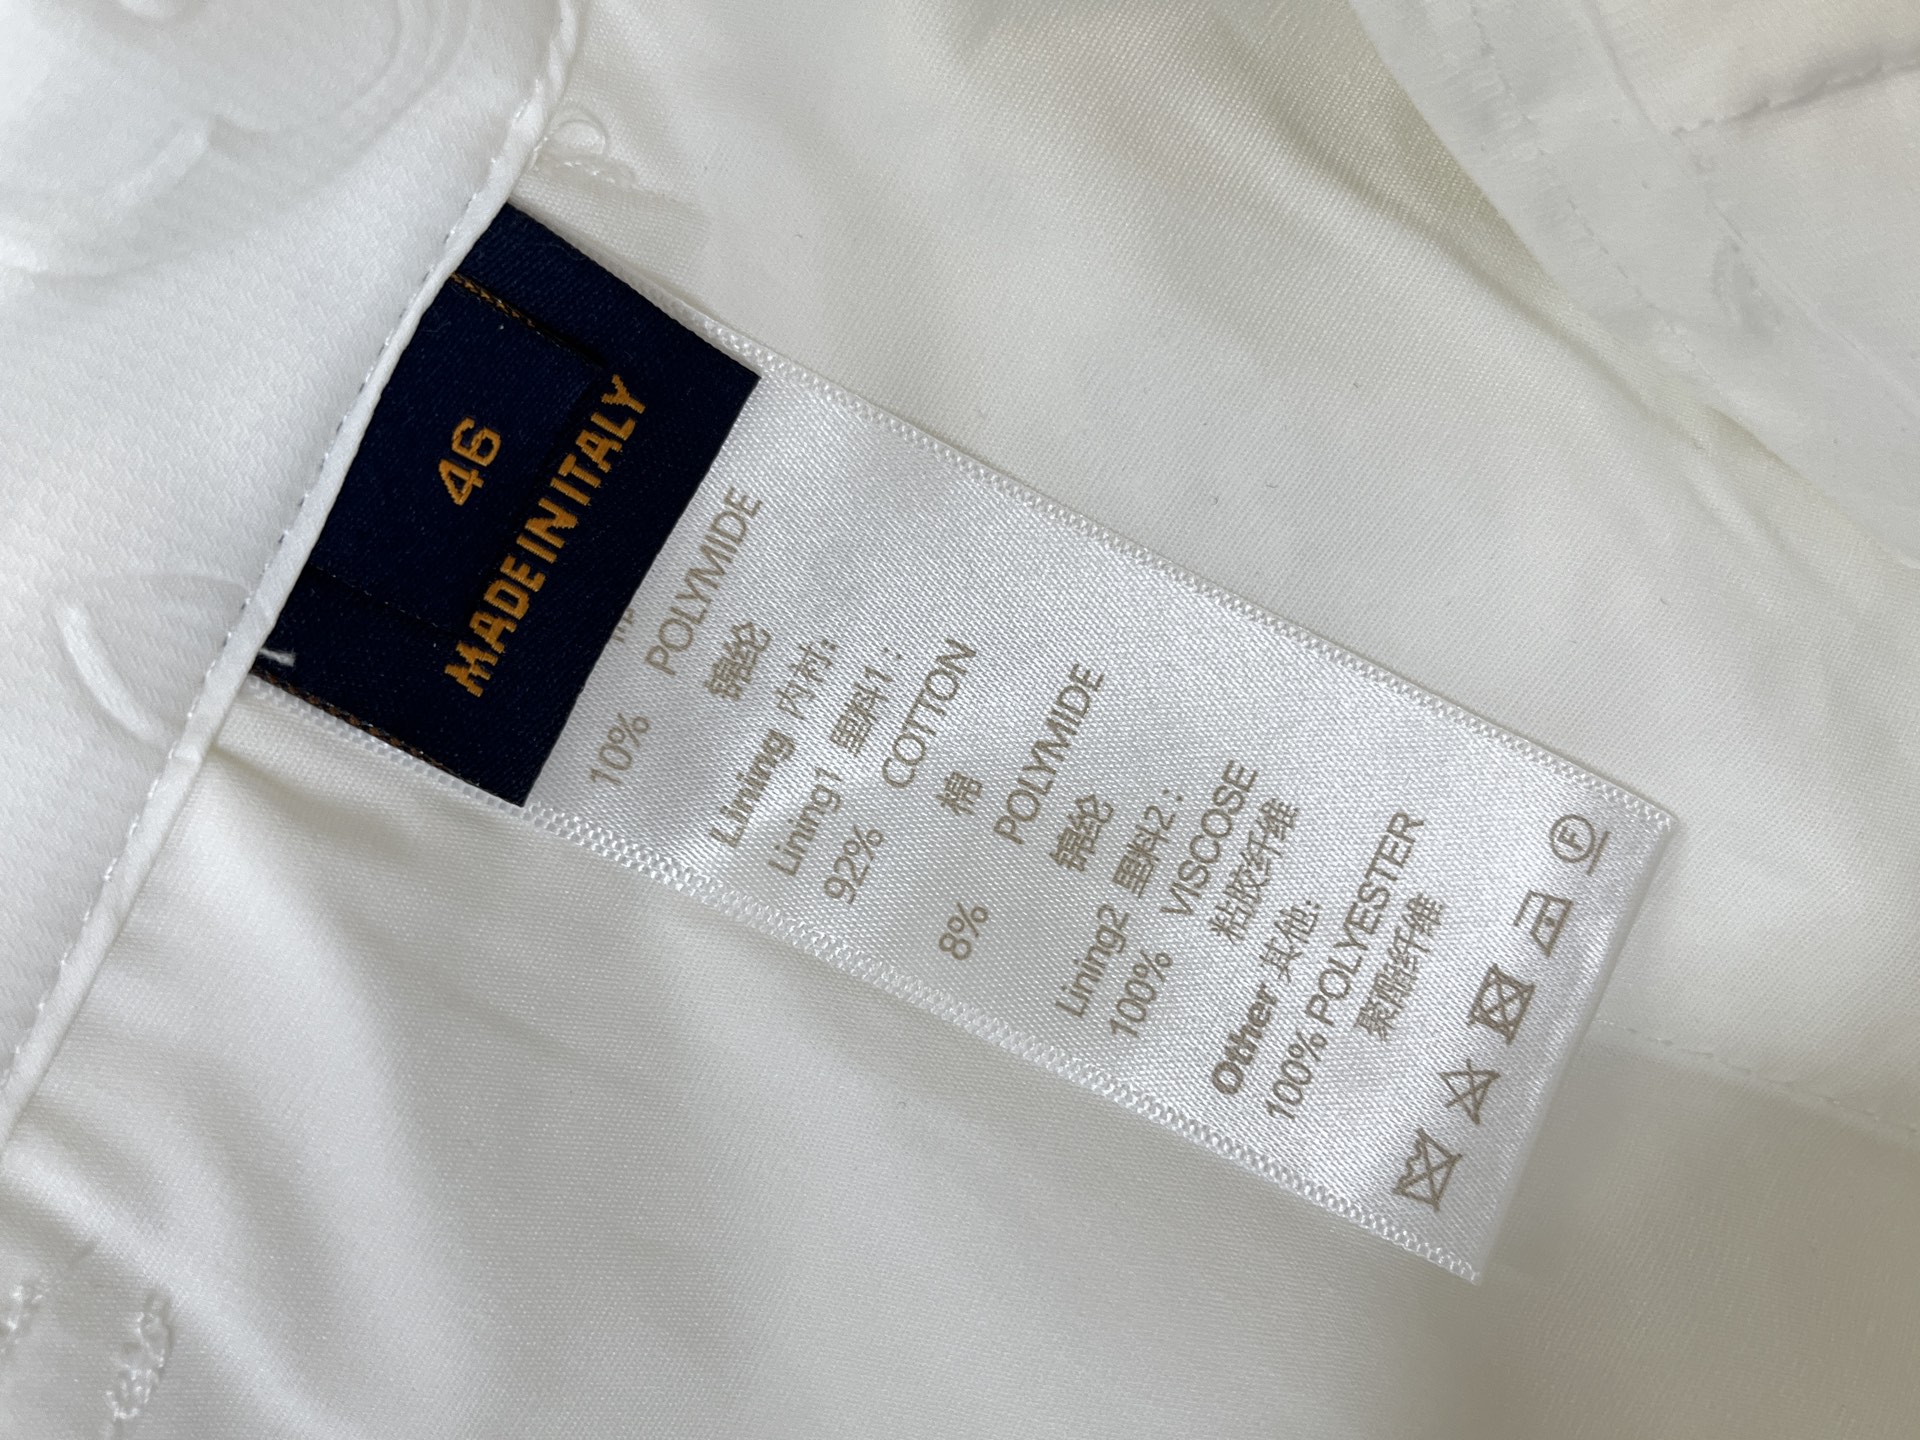 46
MADE IN ITALY
10% POLYMIDE
锦纶
Lining 内衬:
Lining1 里料1:
92% COTTON
棉
8% POLYMIDE
锦纶
Lining2 里料2:
100% VISCOSE
粘胶纤维
Other 其他:
100% POLYESTER
聚酯纤维
F